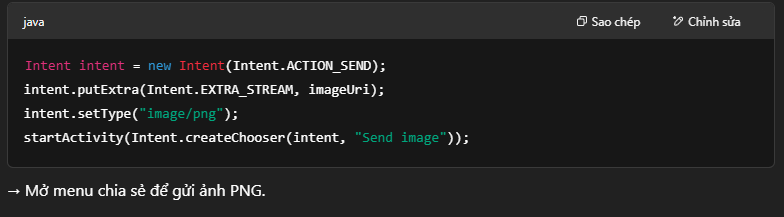 java
Sao chép
Chỉnh sửa
Intent intent = new Intent(Intent.ACTION_SEND);
intent.putExtra(Intent.EXTRA_STREAM, imageUri);
intent.setType("image/png");
startActivity(Intent.createChooser(intent, "Send image"));
→ Mở menu chia sẻ để gửi ảnh PNG.